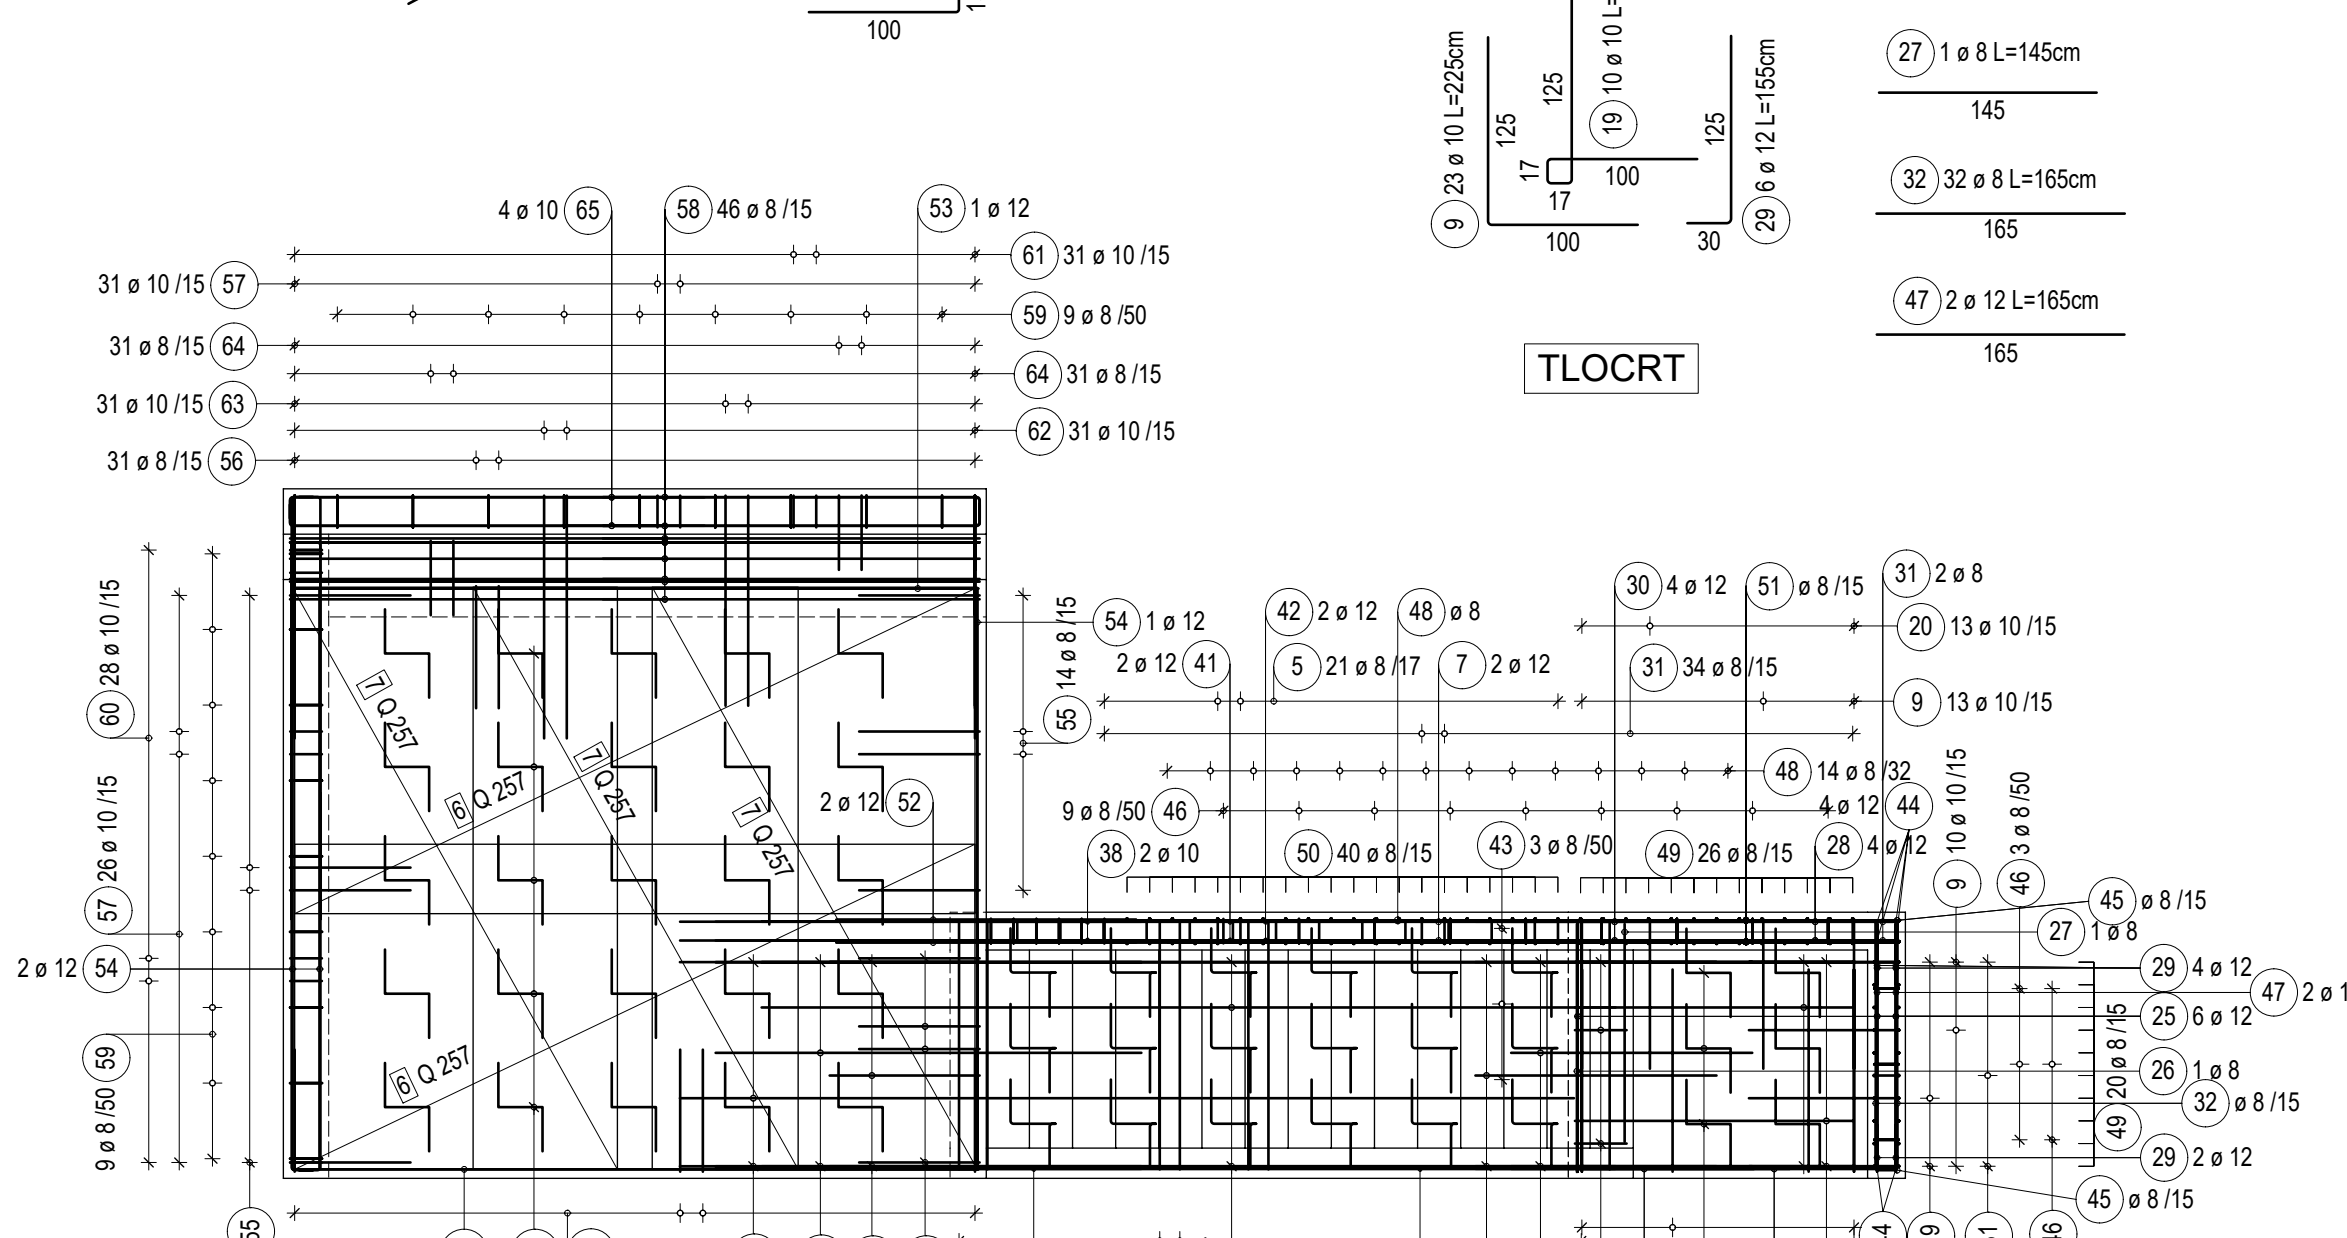 100
1
9 23 ø 10 L=225cm
125
100
125
19 10 ø 10 L=
17
17
100
125
30
29 6 ø 12 L=155cm
27 1 ø 8 L=145cm
145
32 32 ø 8 L=165cm
165
47 2 ø 12 L=165cm
165
TLOCRT
4 ø 10 65
58 46 ø 8 /15
53 1 ø 12
61 31 ø 10 /15
31 ø 10 /15 57
59 9 ø 8 /50
31 ø 8 /15 64
64 31 ø 8 /15
31 ø 10 /15 63
62 31 ø 10 /15
31 ø 8 /15 56
60 28 ø 10 /15
57 26 ø 10 /15
2 ø 12 54
9 ø 8 /50 59
55
7 Q 257
7 Q 257
7 Q 257
6 Q 257
6 Q 257
2 ø 12 52
55 14 ø 8 /15
54 1 ø 12
42 2 ø 12
48 ø 8
30 4 ø 12
51 ø 8 /15
31 2 ø 8
20 13 ø 10 /15
2 ø 12 41
5 21 ø 8 /17
7 2 ø 12
31 34 ø 8 /15
9 13 ø 10 /15
48 14 ø 8 /32
9 ø 8 /50 46
4 ø 12 44
38 2 ø 10
50 40 ø 8 /15
43 3 ø 8 /50
49 26 ø 8 /15
28 4 ø 12
9 10 ø 10 /15
46 3 ø 8 /50
45 ø 8 /15
27 1 ø 8
29 4 ø 12
47 2 ø 1
25 6 ø 12
26 1 ø 8
32 ø 8 /15
49 20 ø 8 /15
29 2 ø 12
45 ø 8 /15
4
9
1
46